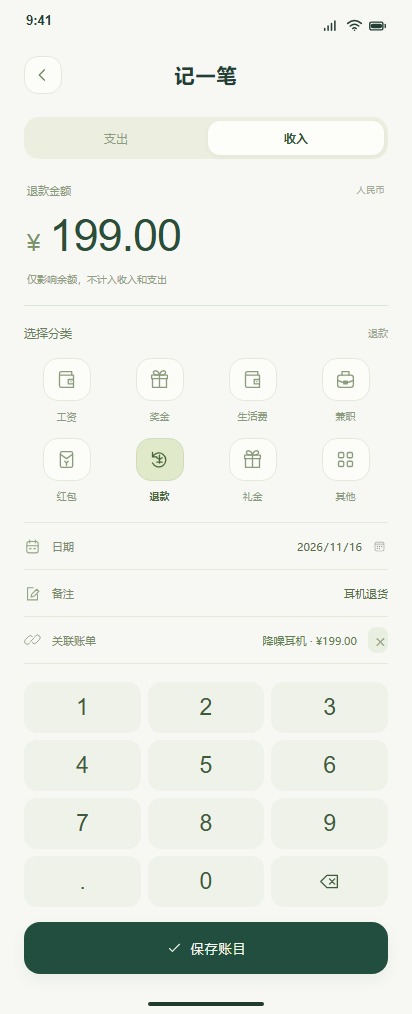 9:41
记一笔
支出 收入
退款金额 人民币
¥ 199.00
仅影响余额，不计入收入和支出
选择分类 退款
工资 奖金 生活费 兼职
红包 退款 礼金 其他
日期 2026/11/16
备注 耳机退货
关联账单 降噪耳机 · ¥199.00
1 2 3
4 5 6
7 8 9
. 0
保存账目